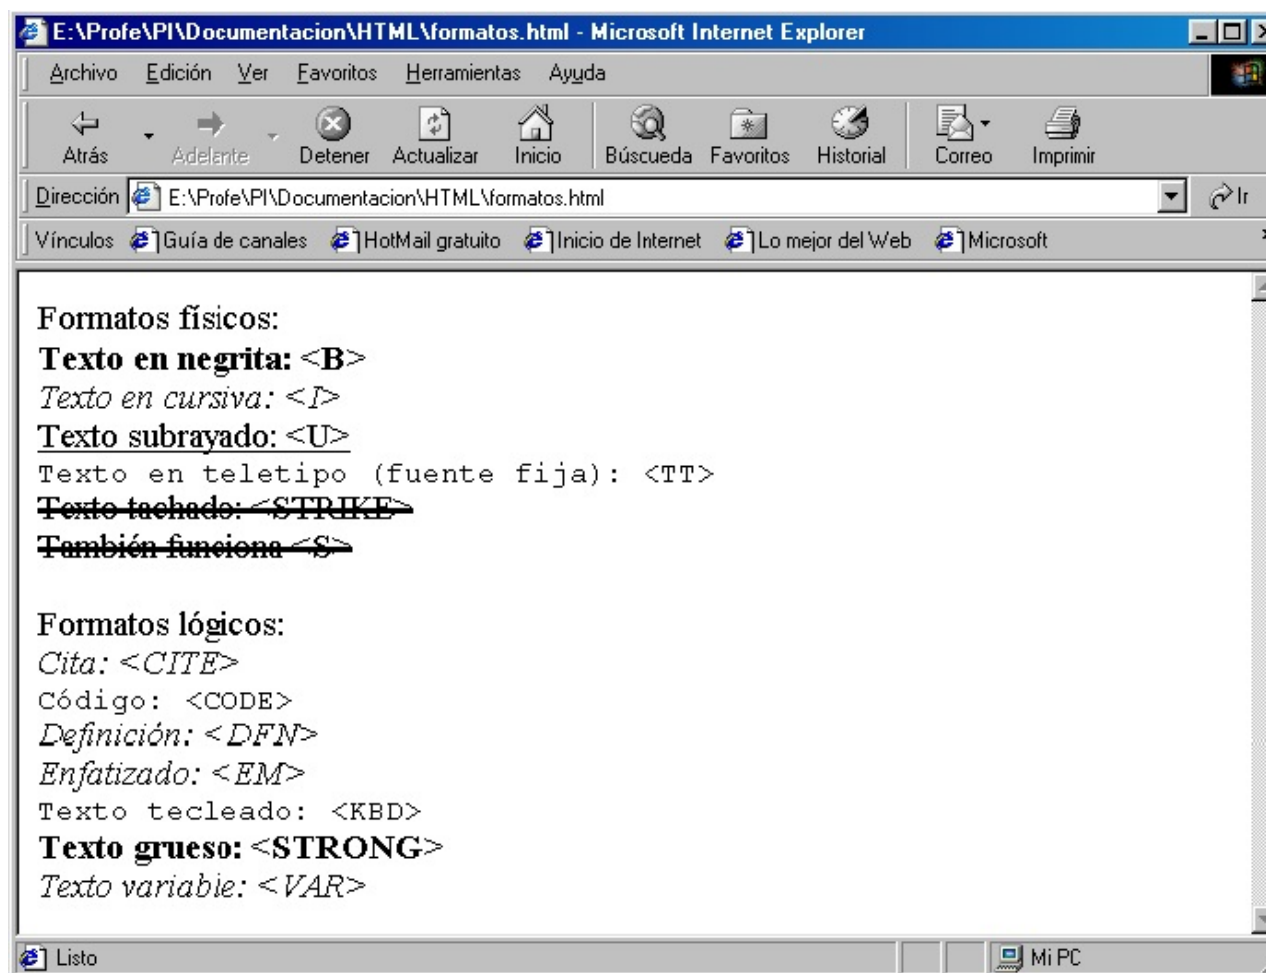 E:\Profe\PI\Documentacion\HTML\formatos.html - Microsoft Internet Explorer
Archivo Edición Ver Favoritos Herramientas Ayuda
Atrás Adelante Detener Actualizar Inicio Búscueda Favoritos Historial Correo Imprimir
Dirección E:\Profe\PI\Documentacion\HTML\formatos.html Ir
Vínculos Guía de canales HotMail gratuito Inicio de Internet Lo mejor del Web Microsoft
Formatos físicos:
Texto en negrita: <B>
Texto en cursiva: <I>
Texto subrayado: <U>
Texto en teletipo (fuente fija): <TT>
Texto tachado: <STRIKE>
También funciona <S>
Formatos lógicos:
Cita: <CITE>
Código: <CODE>
Definición: <DFN>
Enfatizado: <EM>
Texto tecleado: <KBD>
Texto grueso: <STRONG>
Texto variable: <VAR>
Listo Mi PC